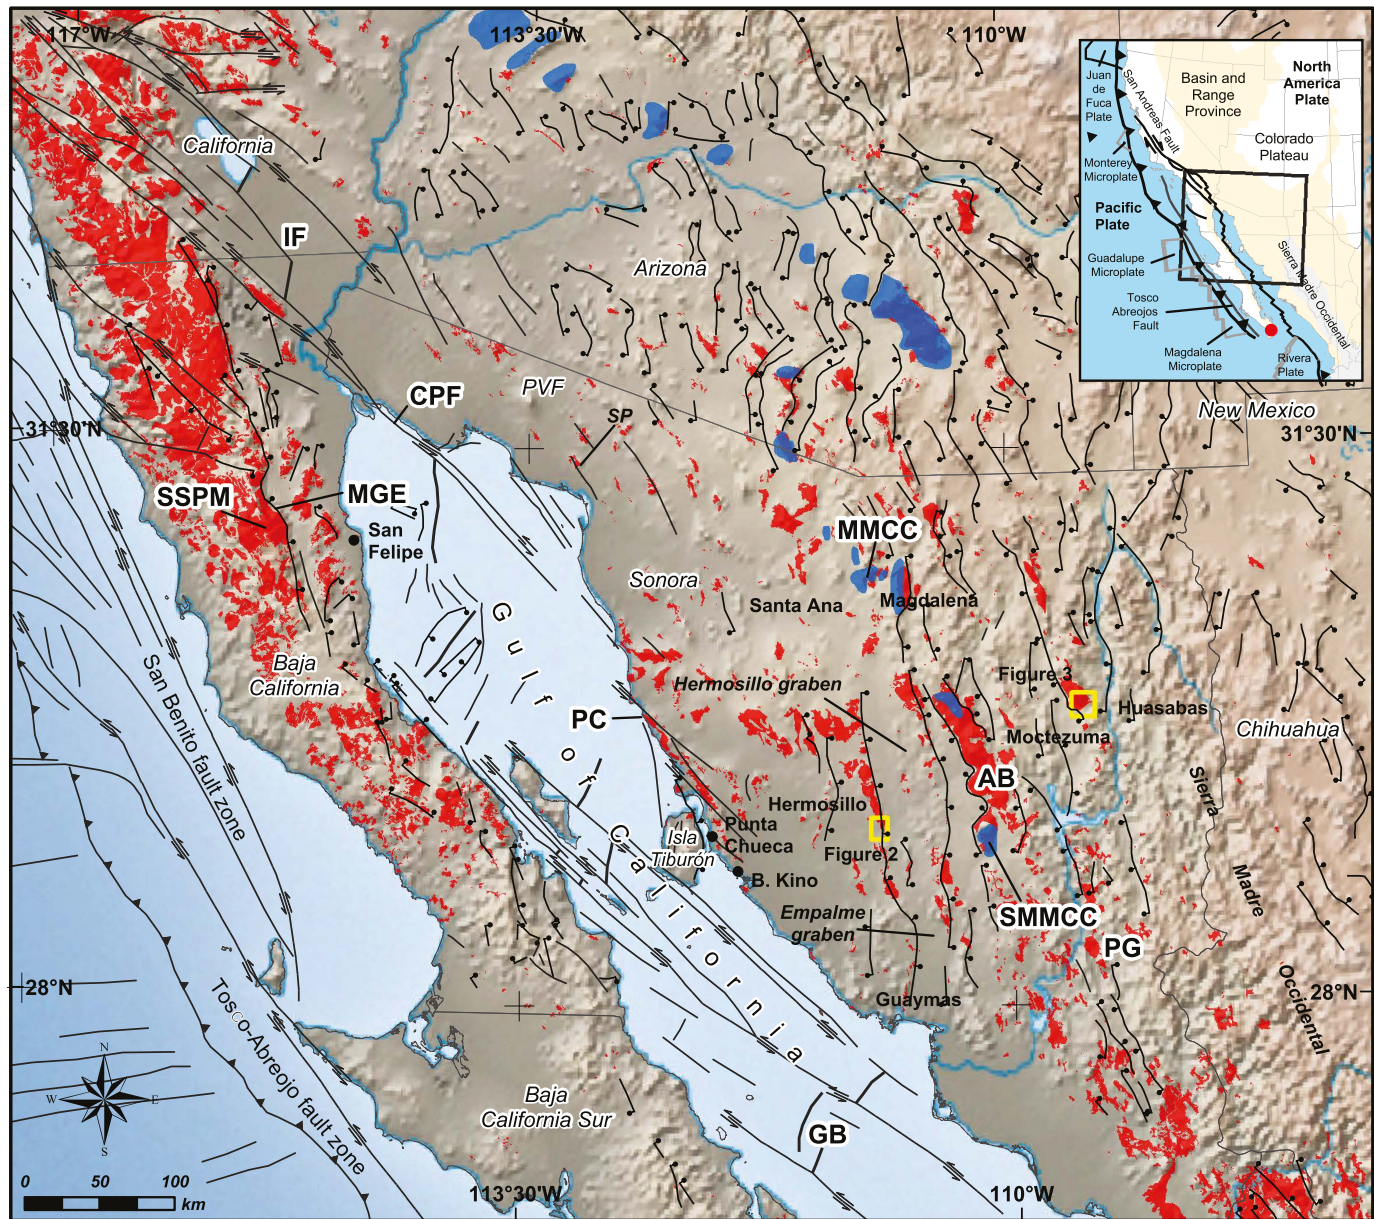 117°W
113°30'W
110°W
California
IF
Arizona
PVF
CPF
SP
31°30'N
31°30'N
New Mexico
SSPM
MGE
San
Felipe
MMCC
Sonora
Santa Ana
Magdalena
Baja
California
Gulf of California
San Benito fault zone
Hermosillo graben
Figure 3
Huasabas
Moctezuma
Chihuahua
PC
AB
Hermosillo
Punta
Chueca
Isla
Tiburón
Figure 2
B. Kino
Sierra
Madre
Occidental
Empalme
graben
SMMCC
PG
28°N
28°N
Guaymas
Tosco-Abreojo fault zone
Baja
California Sur
GB
N
W
E
S
0 50 100
km
113°30'W
110°W
Juan
de
Fuca
Plate
San Andreas Fault
Basin and
Range
Province
North
America
Plate
Colorado
Plateau
Monterey
Microplate
Pacific
Plate
Guadalupe
Microplate
Tosco
Abreojos
Fault
Magdalena
Microplate
Rivera
Plate
Sierra Madre Occidental